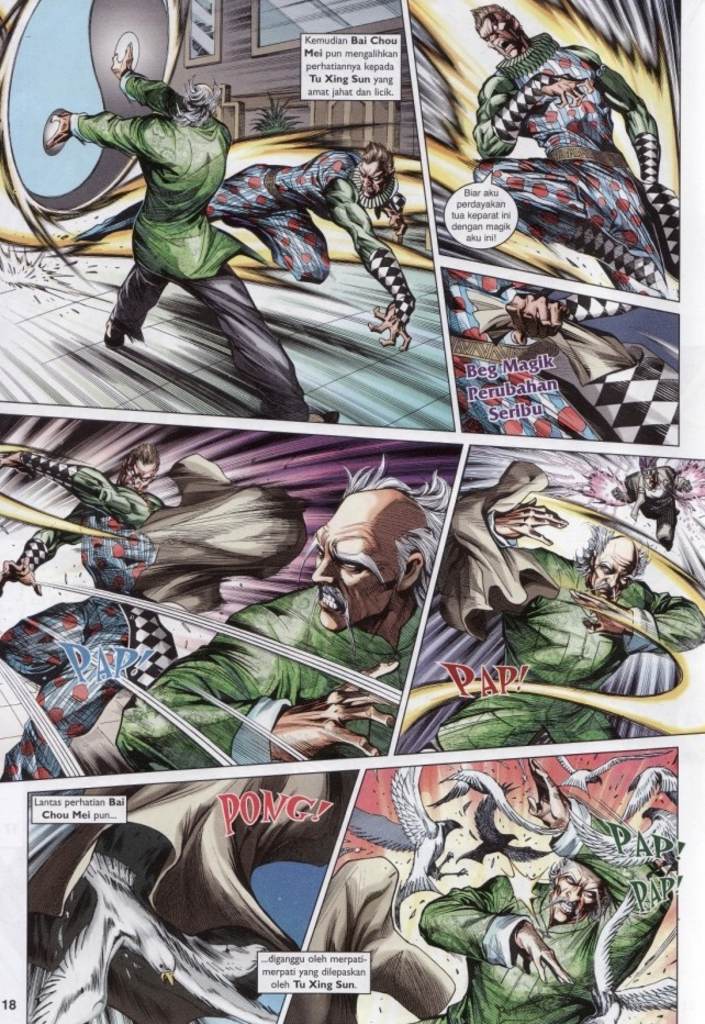 Kemudian Bai Chou
Mei pun mengalihkan
perhatiannya kepada
Tu Xing Sun yang
amat jahat dan licik.
Biar aku
perdayakan
tua keparat ini
dengan magik
aku ini!
Beg Magik
Perubahan
Seribu
PAP!
PAP!
Lantas perhatian Bai
Chou Mei pun...
PONG!
...diganggu oleh merpati-
merpati yang dilepaskan
oleh Tu Xing Sun.
PAP!
PAP!
18